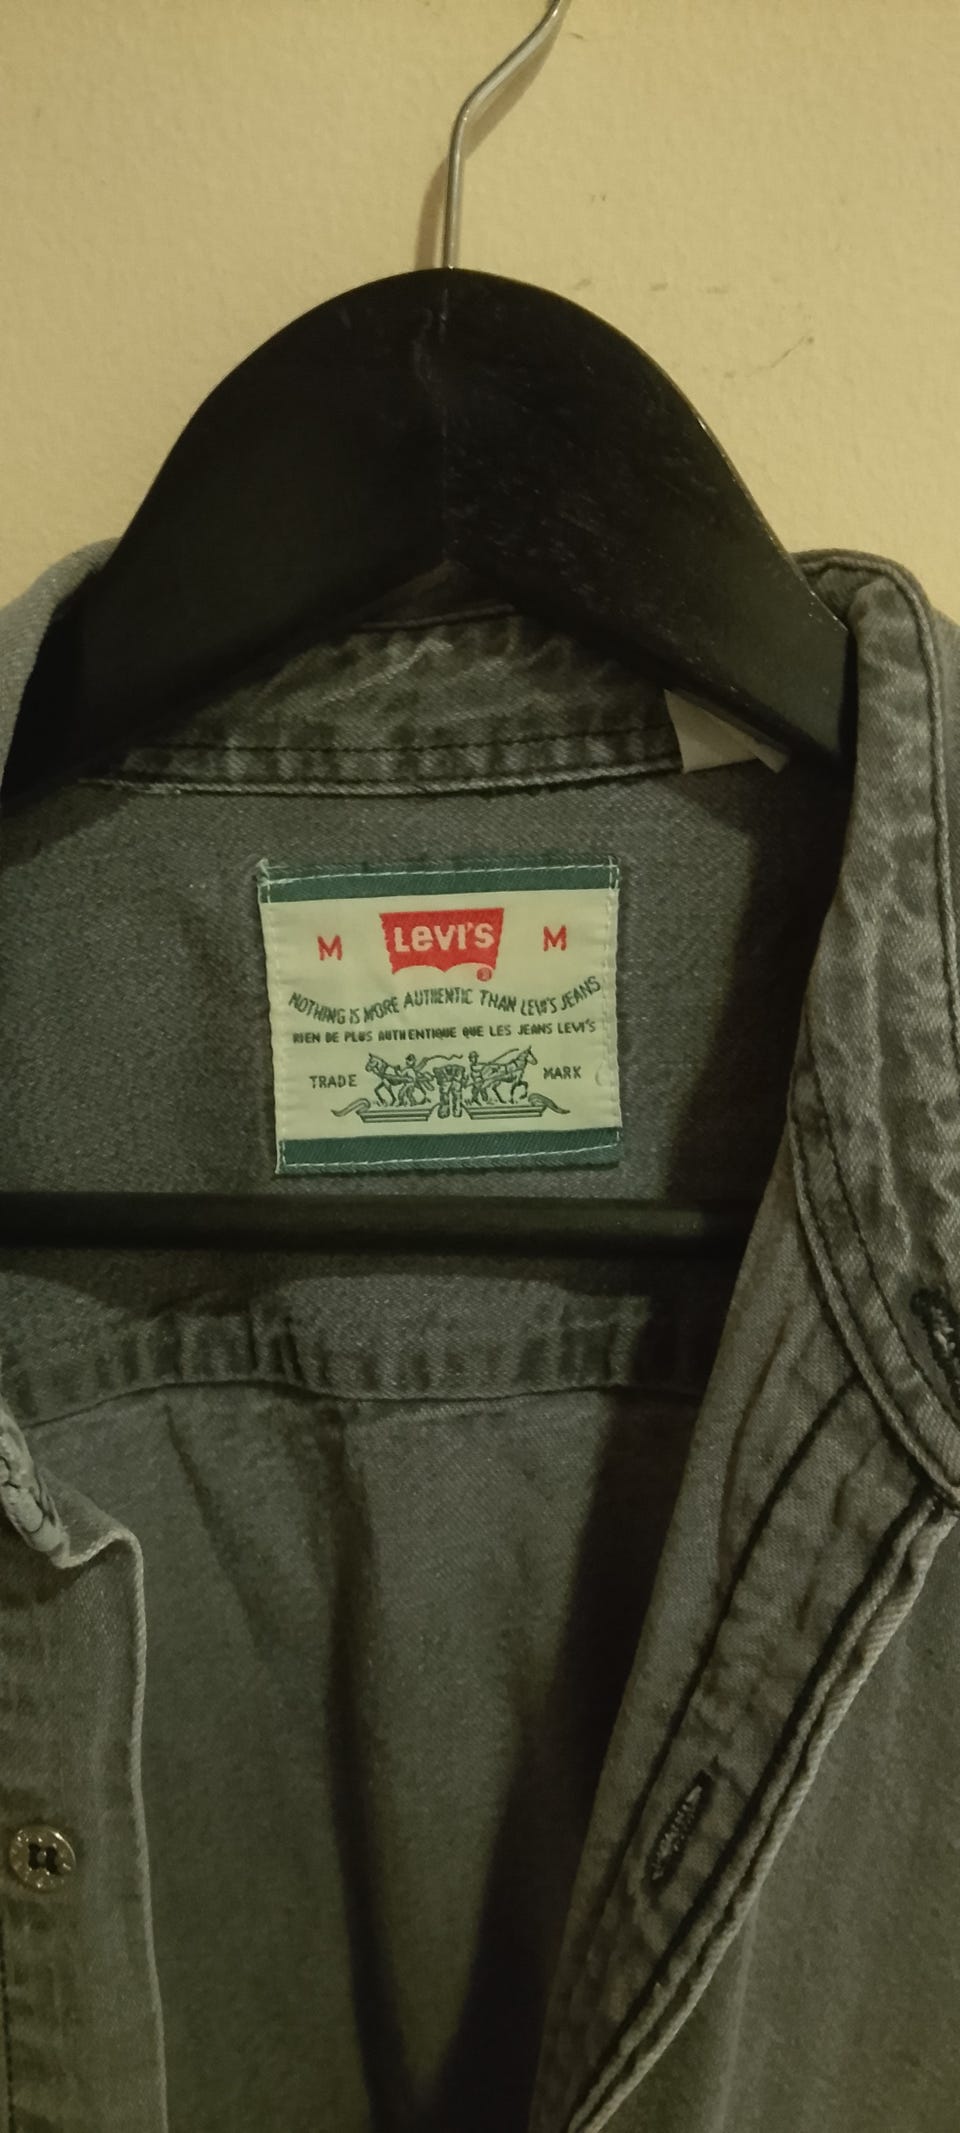 M LEVI'S M
®
NOTHING IS MORE AUTHENTIC THAN LEVI'S JEANS
RIEN DE PLUS AUTHENTIQUE QUE LES JEANS LEVI'S
TRADE MARK